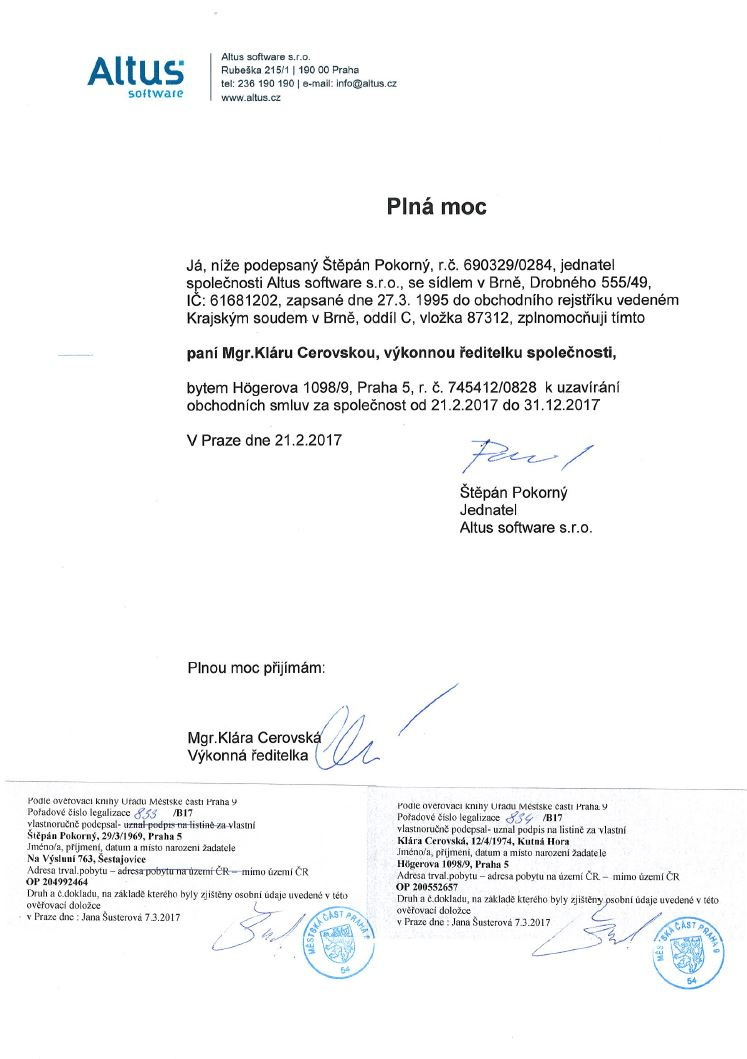 Altus
software
Altus software s.r.o.
Rubeška 215/1 | 190 00 Praha
tel: 236 190 190 | e-mail: info@altus.cz
www.altus.cz
Plná moc
Já, níže podepsaný Štěpán Pokorný, r.č. 690329/0284, jednatel
společnosti Altus software s.r.o., se sídlem v Brně, Drobného 555/49,
IČ: 61681202, zapsané dne 27.3. 1995 do obchodního rejstříku vedeném
Krajským soudem v Brně, oddíl C, vložka 87312, zplnomocňuji tímto
paní Mgr.Kláru Cerovskou, výkonnou ředitelku společnosti,
bytem Högerova 1098/9, Praha 5, r. č. 745412/0828 k uzavírání
obchodních smluv za společnost od 21.2.2017 do 31.12.2017
V Praze dne 21.2.2017
Štěpán Pokorný
Jednatel
Altus software s.r.o.
Plnou moc přijímám:
Mgr.Klára Cerovská
Výkonná ředitelka
Podle ověřovací knihy Úřadu Městské části Praha 9
Pořadové číslo legalizace 833 /B17
vlastnoručně podepsal- uznal podpis na listině za vlastní
Štěpán Pokorný, 29/3/1969, Praha 5
Jméno/a, příjmení, datum a místo narození žadatele
Na Výsluní 763, Šestajovice
Adresa trval.pobytu – adresa pobytu na území ČR – mimo území ČR
OP 204992464
Druh a č.dokladu, na základě kterého byly zjištěny osobní údaje uvedené v této
ověřovací doložce
v Praze dne : Jana Šusterová 7.3.2017
MĚSTSKÁ ČÁST PRAHA 9
54
Podle ověřovací knihy Úřadu Městské části Praha 9
Pořadové číslo legalizace 834 /B17
vlastnoručně podepsal- uznal podpis na listině za vlastní
Klára Cerovská, 12/4/1974, Kutná Hora
Jméno/a, příjmení, datum a místo narození žadatele
Högerova 1098/9, Praha 5
Adresa trval.pobytu – adresa pobytu na území ČR – mimo území ČR
OP 200552657
Druh a č.dokladu, na základě kterého byly zjištěny osobní údaje uvedené v této
ověřovací doložce
v Praze dne : Jana Šusterová 7.3.2017
MĚSTSKÁ ČÁST PRAHA 9
54